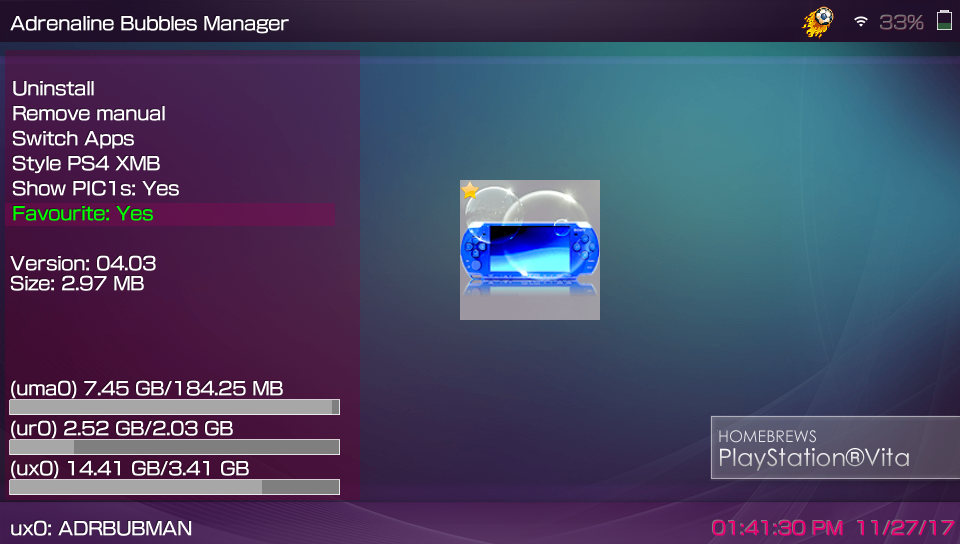 Adrenaline Bubbles Manager
33%
Uninstall
Remove manual
Switch Apps
Style PS4 XMB
Show PIC1s: Yes
Favourite: Yes
Version: 04.03
Size: 2.97 MB
(uma0) 7.45 GB/184.25 MB
(ur0) 2.52 GB/2.03 GB
(ux0) 14.41 GB/3.41 GB
HOMEBREWS
PlayStation®Vita
ux0: ADRBUBMAN
01:41:30 PM 11/27/17